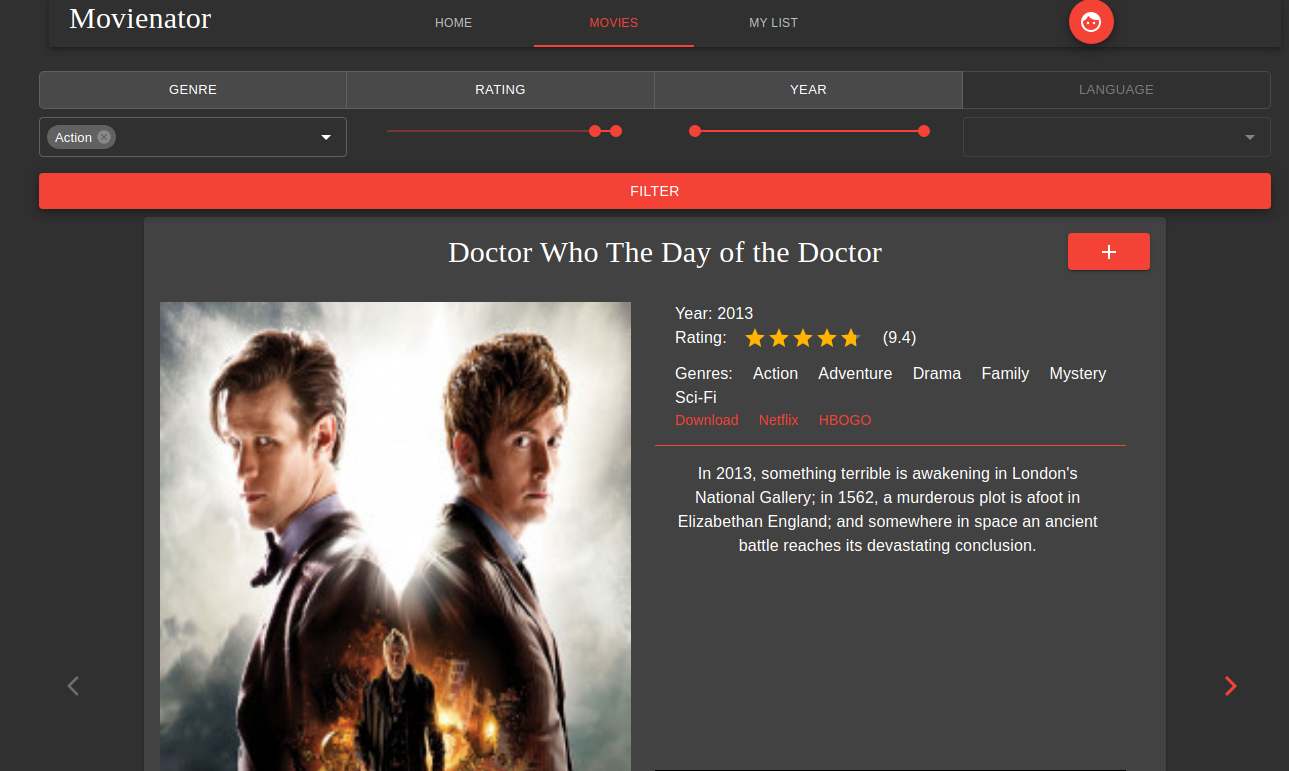 Movienator
HOME MOVIES MY LIST
GENRE RATING YEAR LANGUAGE
Action
FILTER
Doctor Who The Day of the Doctor
+
Year: 2013
Rating: (9.4)
Genres: Action Adventure Drama Family Mystery
Sci-Fi
Download Netflix HBOGO
In 2013, something terrible is awakening in London's
National Gallery; in 1562, a murderous plot is afoot in
Elizabethan England; and somewhere in space an ancient
battle reaches its devastating conclusion.